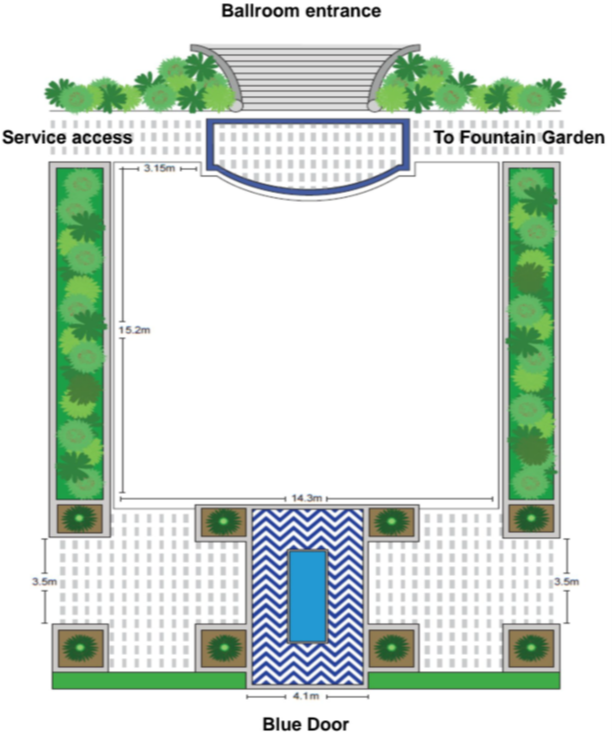 Ballroom entrance
Service access
To Fountain Garden
3.15m
15.2m
14.3m
3.5m
3.5m
4.1m
Blue Door